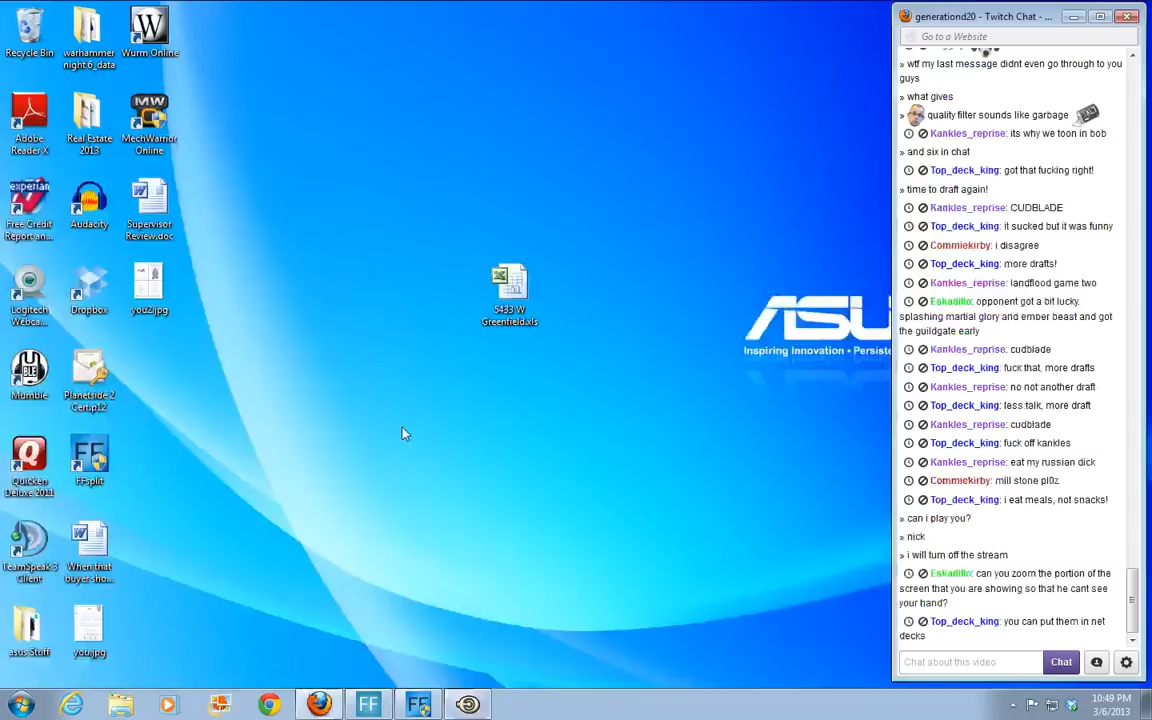 generationd20 - Twitch Chat - ...
Go to a Website
» wtf my last message didnt even go through to you
guys
» what gives
» quality filter sounds like garbage
Kankles_reprise: its why we toon in bob
» and six in chat
Top_deck_king: got that fucking right!
» time to draft again!
Kankles_reprise: CUDBLADE
Top_deck_king: it sucked but it was funny
Commiekirby: i disagree
Top_deck_king: more drafts!
Kankles_reprise: landflood game two
Eskadillo: opponent got a bit lucky.
splashing martial glory and ember beast and got
the guildgate early
Kankles_reprise: cudblade
Top_deck_king: fuck that, more drafts
Kankles_reprise: no not another draft
Top_deck_king: less talk, more draft
Kankles_reprise: cudblade
Top_deck_king: fuck off kankles
Kankles_reprise: eat my russian dick
Commiekirby: mill stone pl0z
Top_deck_king: i eat meals, not snacks!
» can i play you?
» nick
» i will turn off the stream
Eskadillo: can you zoom the portion of the
screen that you are showing so that he cant see
your hand?
Top_deck_king: you can put them in net
decks
Chat about this video
Chat
Recycle Bin
warhammer
night 6_data
Wurm Online
Adobe
Reader X
Real Estate
2013
MechWarrior
Online
experian
Free Credit
Report an...
Audacity
Supervisor
Review.doc
Logitech
Webca...
Dropbox
you2.jpg
Mumble
Planetside 2
Certup12
Quicken
Deluxe 2011
FFsplit
TeamSpeak 3
Client
When that
buyer sho...
asus Stuff
you.jpg
5433 W
Greenfield.xls
ASU
Inspiring Innovation • Persiste
10:49 PM
3/6/2013